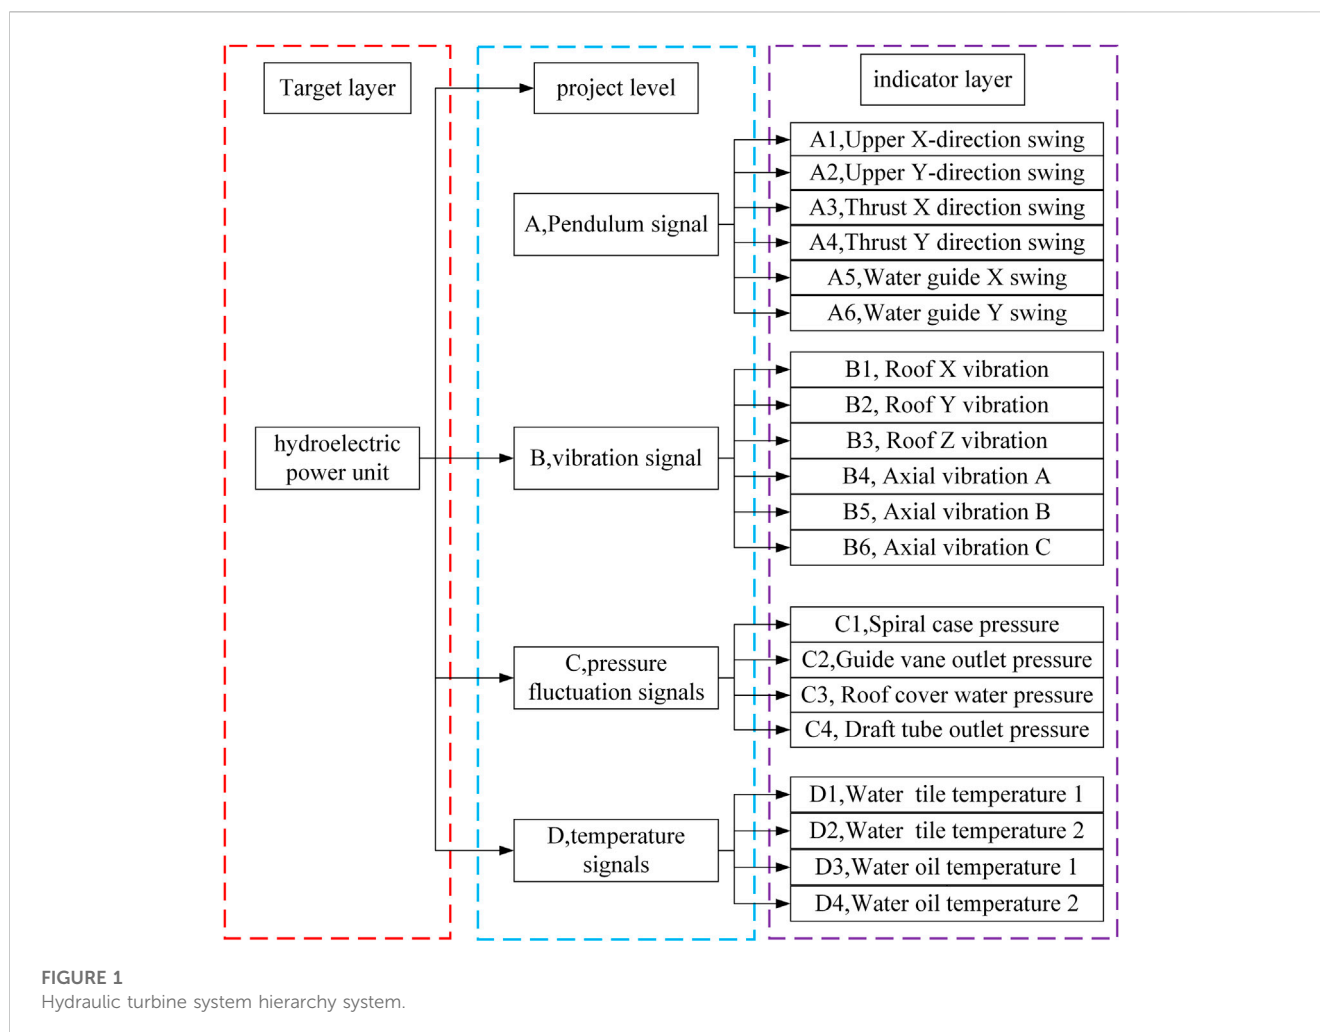 Target layer
project level
indicator layer
A1,Upper X-direction swing
A2,Upper Y-direction swing
A3,Thrust X direction swing
A4,Thrust Y direction swing
A5,Water guide X swing
A6,Water guide Y swing
A,Pendulum signal
B1, Roof X vibration
B2, Roof Y vibration
B3, Roof Z vibration
B4, Axial vibration A
B5, Axial vibration B
B6, Axial vibration C
hydroelectric
power unit
B,vibration signal
C1,Spiral case pressure
C2,Guide vane outlet pressure
C3, Roof cover water pressure
C4, Draft tube outlet pressure
C,pressure
fluctuation signals
D1,Water tile temperature 1
D2,Water tile temperature 2
D3,Water oil temperature 1
D4,Water oil temperature 2
D,temperature
signals
FIGURE 1
Hydraulic turbine system hierarchy system.